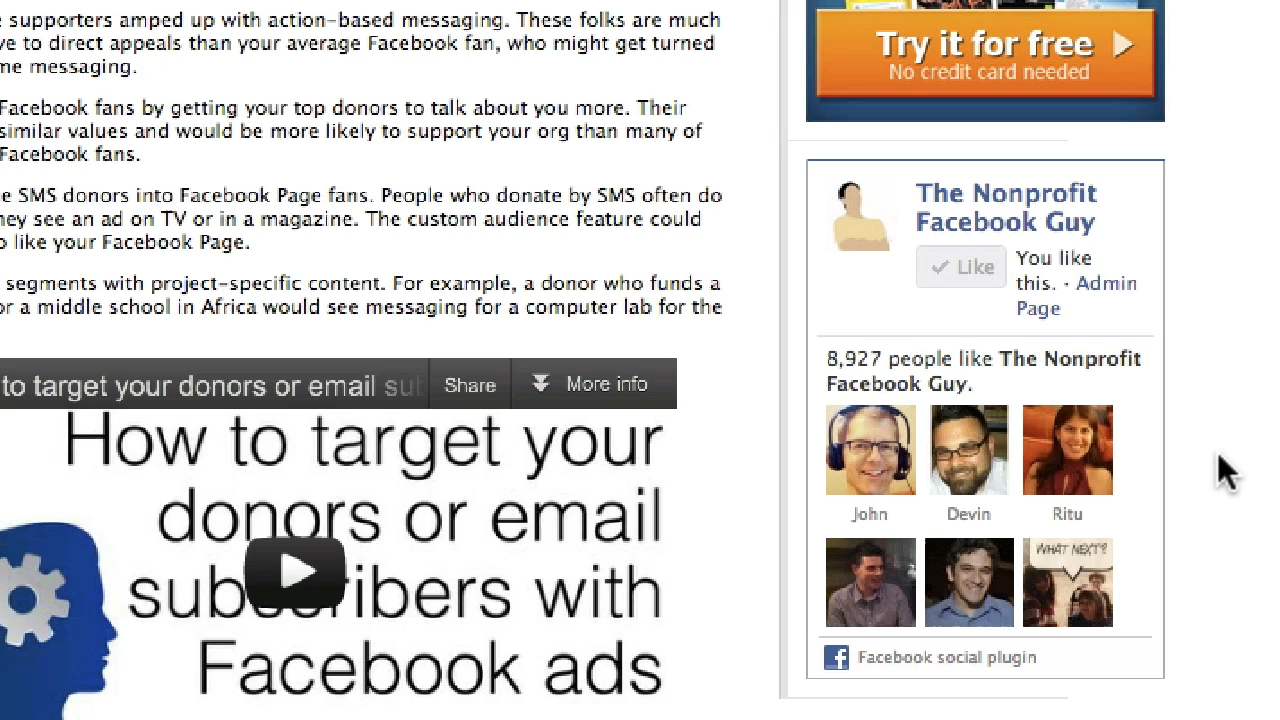 supporters amped up with action-based messaging. These folks are much
to direct appeals than your average Facebook fan, who might get turned
messaging.
Facebook fans by getting your top donors to talk about you more. Their
similar values and would be more likely to support your org than many of
Facebook fans.
SMS donors into Facebook Page fans. People who donate by SMS often do
they see an ad on TV or in a magazine. The custom audience feature could
like your Facebook Page.
segments with project-specific content. For example, a donor who funds a
or a middle school in Africa would see messaging for a computer lab for the
to target your donors or email sub
Share
More info
How to target your
donors or email
subscribers with
Facebook ads
Try it for free
No credit card needed
The Nonprofit
Facebook Guy
Like
You like
this. · Admin
Page
8,927 people like The Nonprofit
Facebook Guy.
John Devin Ritu
WHAT NEXT?
Facebook social plugin